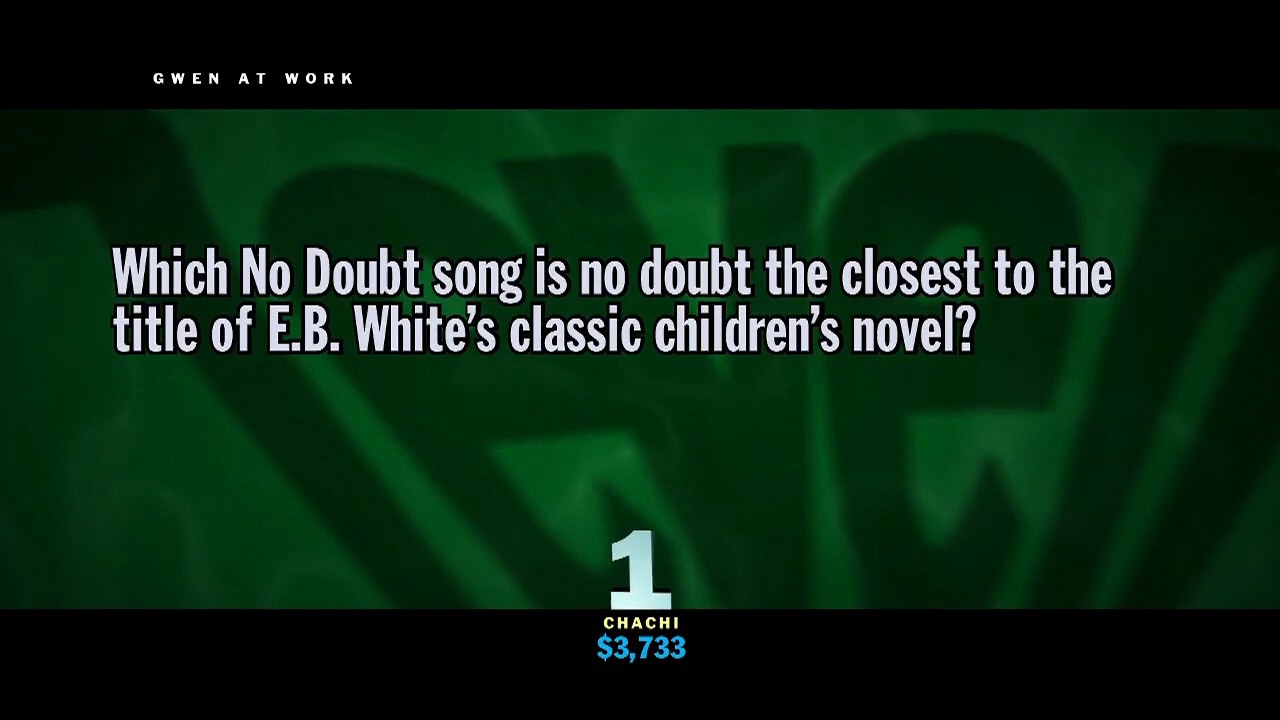 GWEN AT WORK
Which No Doubt song is no doubt the closest to the
title of E.B. White's classic children's novel?
1
CHACHI
$3,733